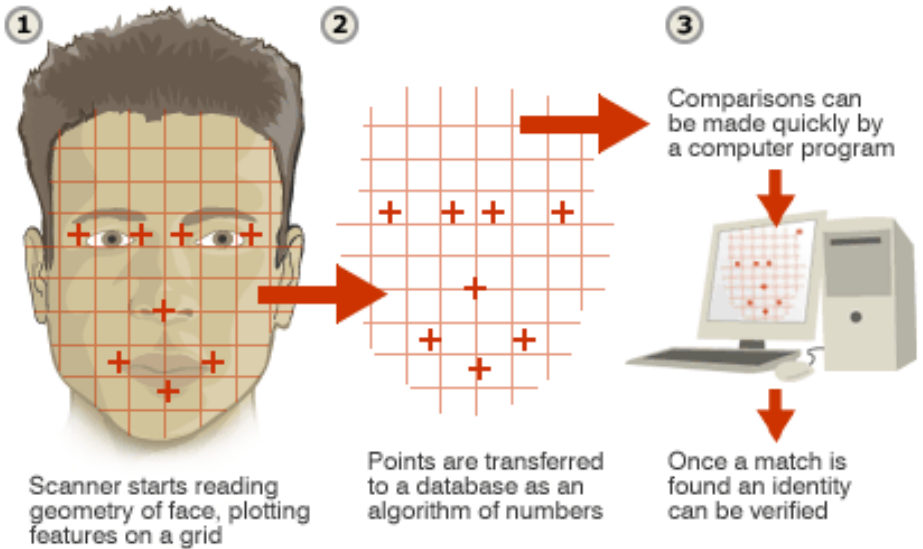 1
Scanner starts reading
geometry of face, plotting
features on a grid
2
Points are transferred
to a database as an
algorithm of numbers
3
Comparisons can
be made quickly by
a computer program
Once a match is
found an identity
can be verified